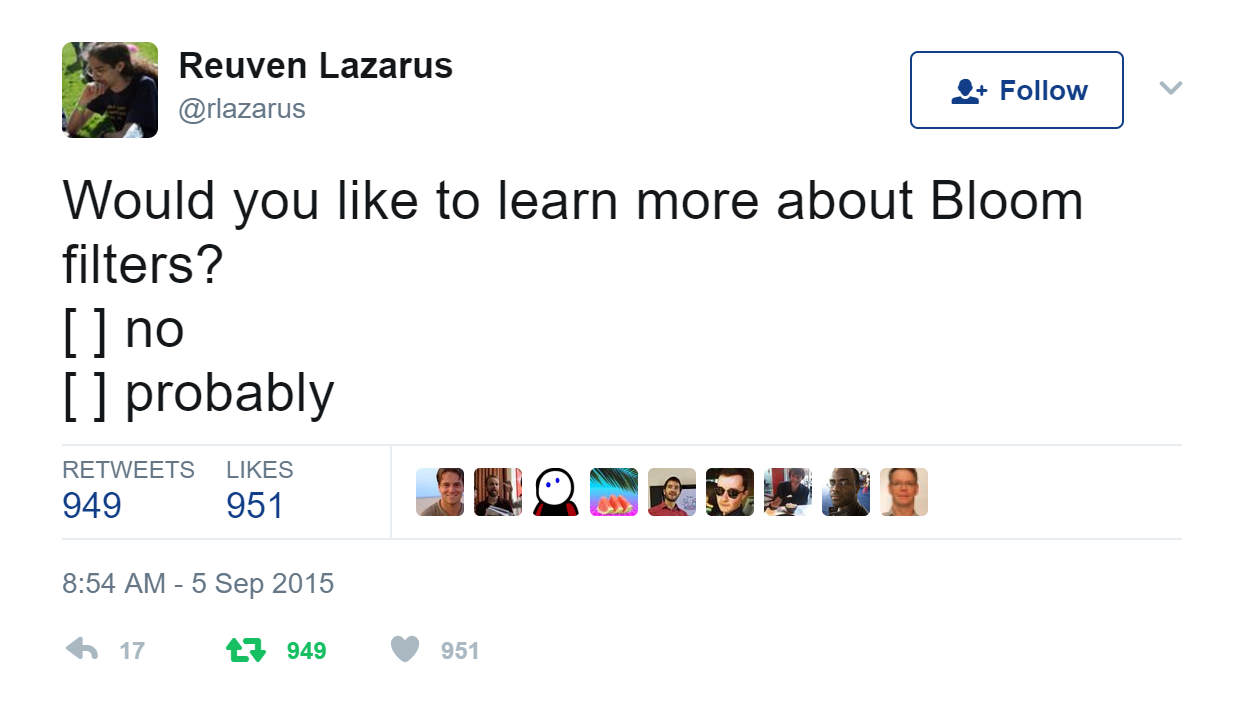 Reuven Lazarus
@rlazarus
Follow
Would you like to learn more about Bloom
filters?
[ ] no
[ ] probably
RETWEETS LIKES
949 951
8:54 AM - 5 Sep 2015
17 949 951